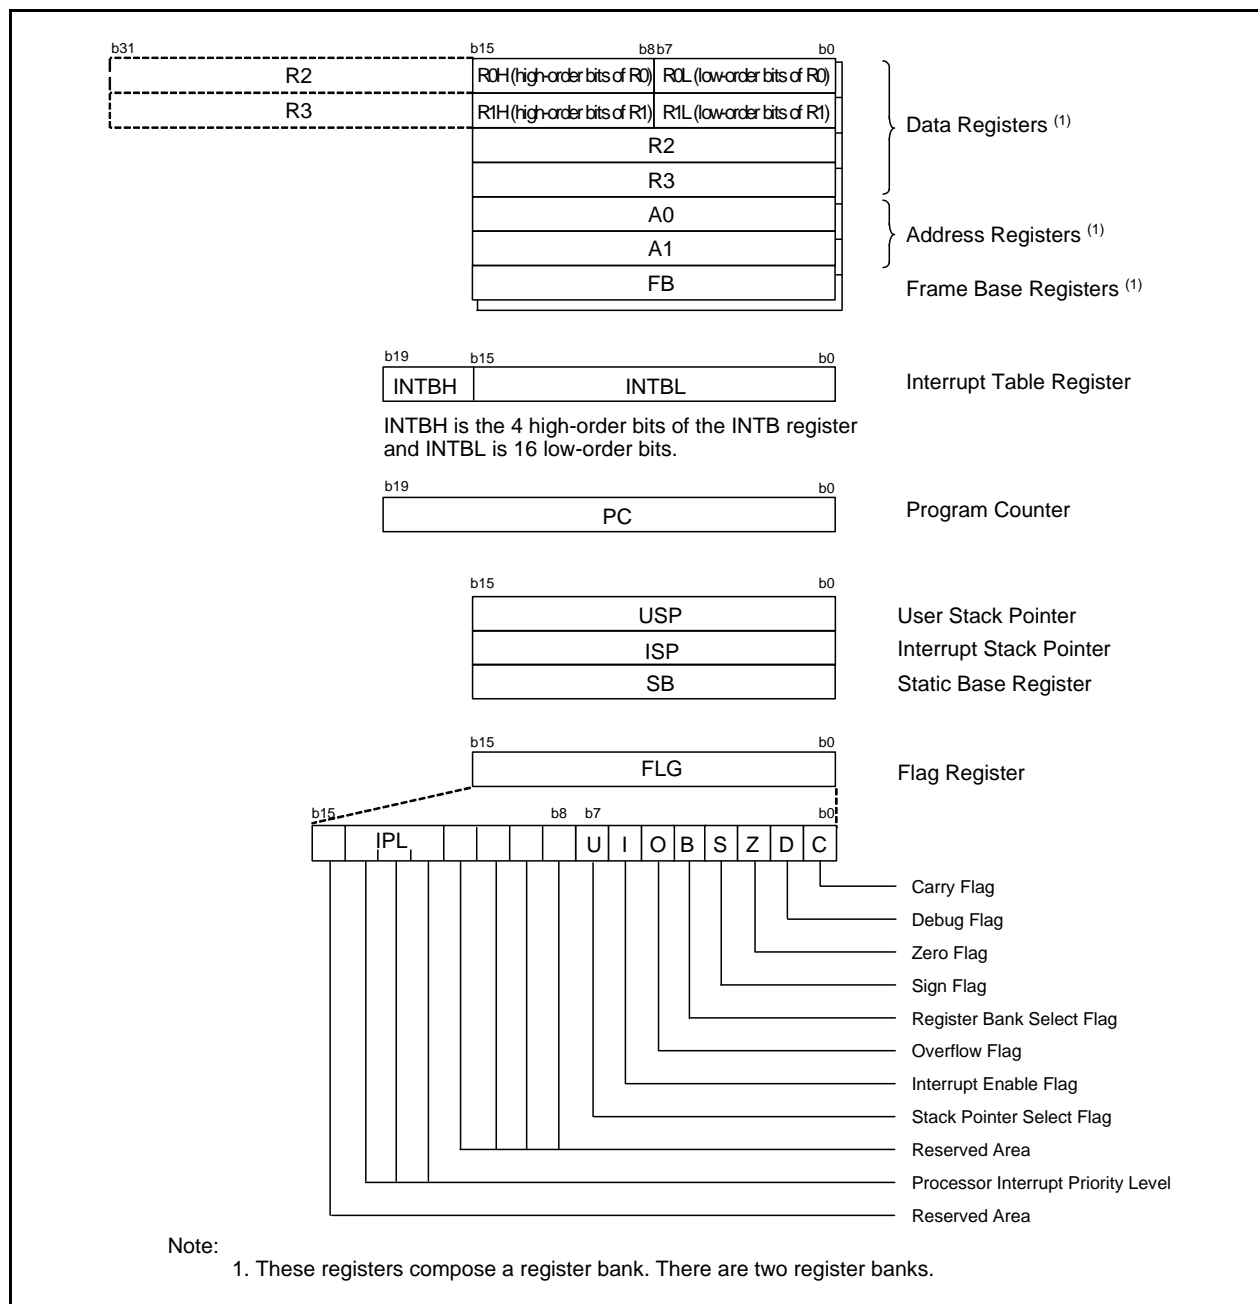 b31 b15 b8 b7 b0
R2 R0H (high-order bits of R0) R0L (low-order bits of R0)
R3 R1H (high-order bits of R1) R1L (low-order bits of R1)
Data Registers (1)
R2
R3
A0
Address Registers (1)
A1
FB Frame Base Registers (1)
b19 b15 b0
INTBH INTBL Interrupt Table Register
INTBH is the 4 high-order bits of the INTB register
and INTBL is 16 low-order bits.
b19 b0
PC Program Counter
b15 b0
USP User Stack Pointer
ISP Interrupt Stack Pointer
SB Static Base Register
b15 b0
FLG Flag Register
b15 b8 b7 b0
IPL U I O B S Z D C
Carry Flag
Debug Flag
Zero Flag
Sign Flag
Register Bank Select Flag
Overflow Flag
Interrupt Enable Flag
Stack Pointer Select Flag
Reserved Area
Processor Interrupt Priority Level
Reserved Area
Note:
1. These registers compose a register bank. There are two register banks.